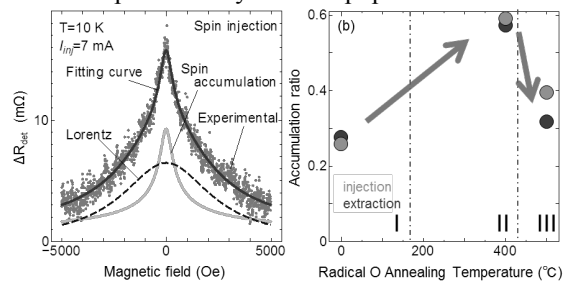 T=10 K
Spin injection
I_inj=7 mA
Fitting curve
Spin accumulation
Lorentz
Experimental
ΔR_det (mΩ)
10
0
−5000
0
5000
Magnetic field (Oe)
(b)
Accumulation ratio
0.6
0.4
0.2
0
injection
extraction
I
II
III
0
200
400
Radical O Annealing Temperature (°C)